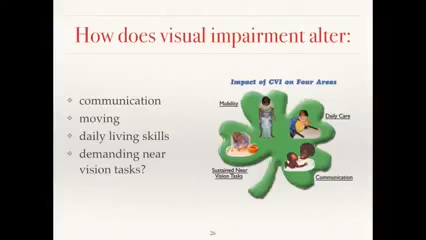 How does visual impairment alter:
communication
moving
daily living skills
demanding near
vision tasks?
Impact of CVI on Four Areas
Mobility
Daily Care
Sustained Near
Vision Tasks
Communication
26